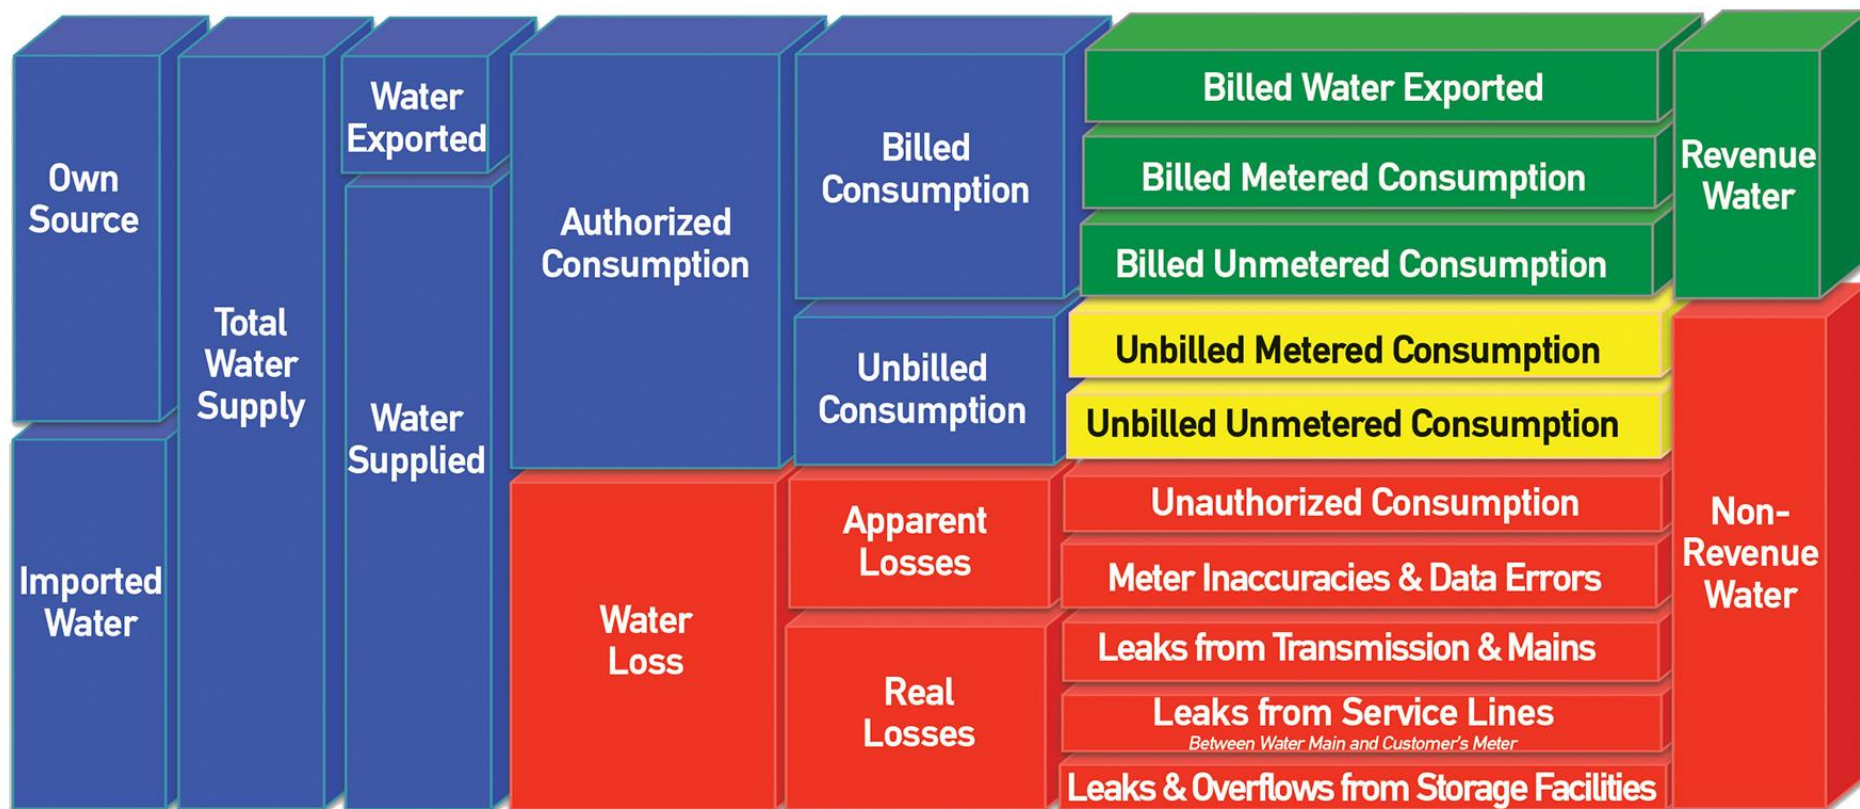 Own
Source
Imported
Water
Total
Water
Supply
Water
Exported
Water
Supplied
Authorized
Consumption
Water
Loss
Billed
Consumption
Unbilled
Consumption
Apparent
Losses
Real
Losses
Billed Water Exported
Billed Metered Consumption
Billed Unmetered Consumption
Unbilled Metered Consumption
Unbilled Unmetered Consumption
Unauthorized Consumption
Meter Inaccuracies & Data Errors
Leaks from Transmission & Mains
Leaks from Service Lines
Between Water Main and Customer's Meter
Leaks & Overflows from Storage Facilities
Revenue
Water
Non-
Revenue
Water